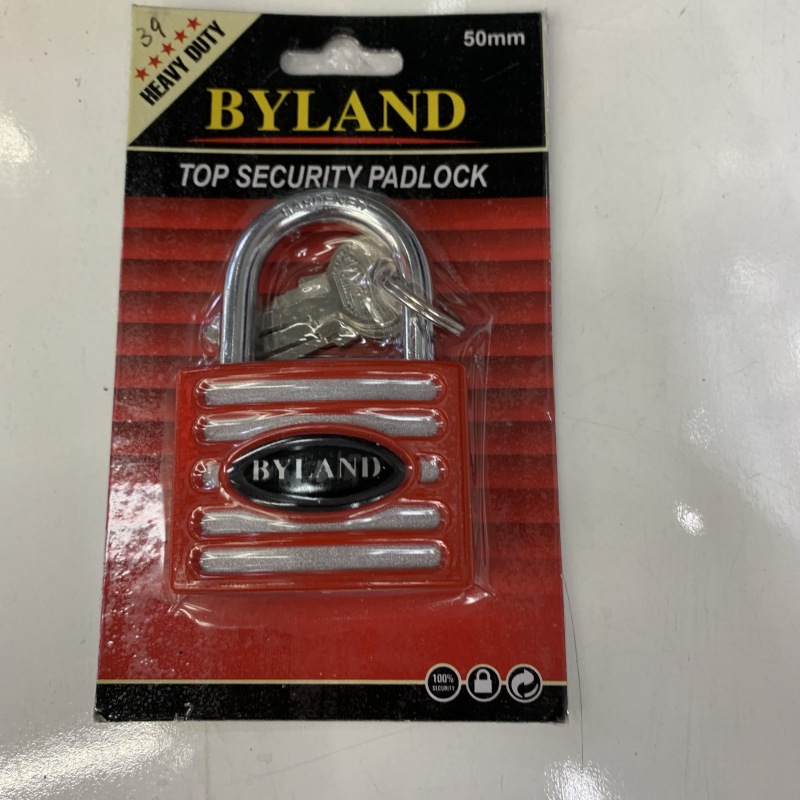 39
HEAVY DUTY
50mm
BYLAND
TOP SECURITY PADLOCK
HARDENED
BYLAND
100%
SECURITY